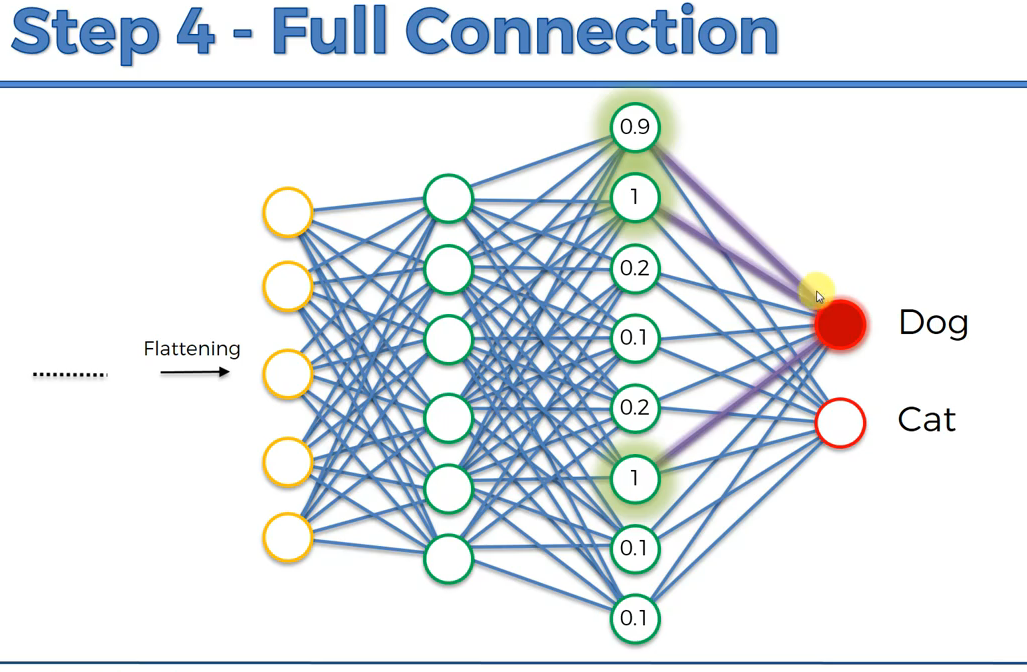 Step 4 - Full Connection
0.9
1
0.2
Dog
0.1
Flattening
0.2
Cat
1
0.1
0.1